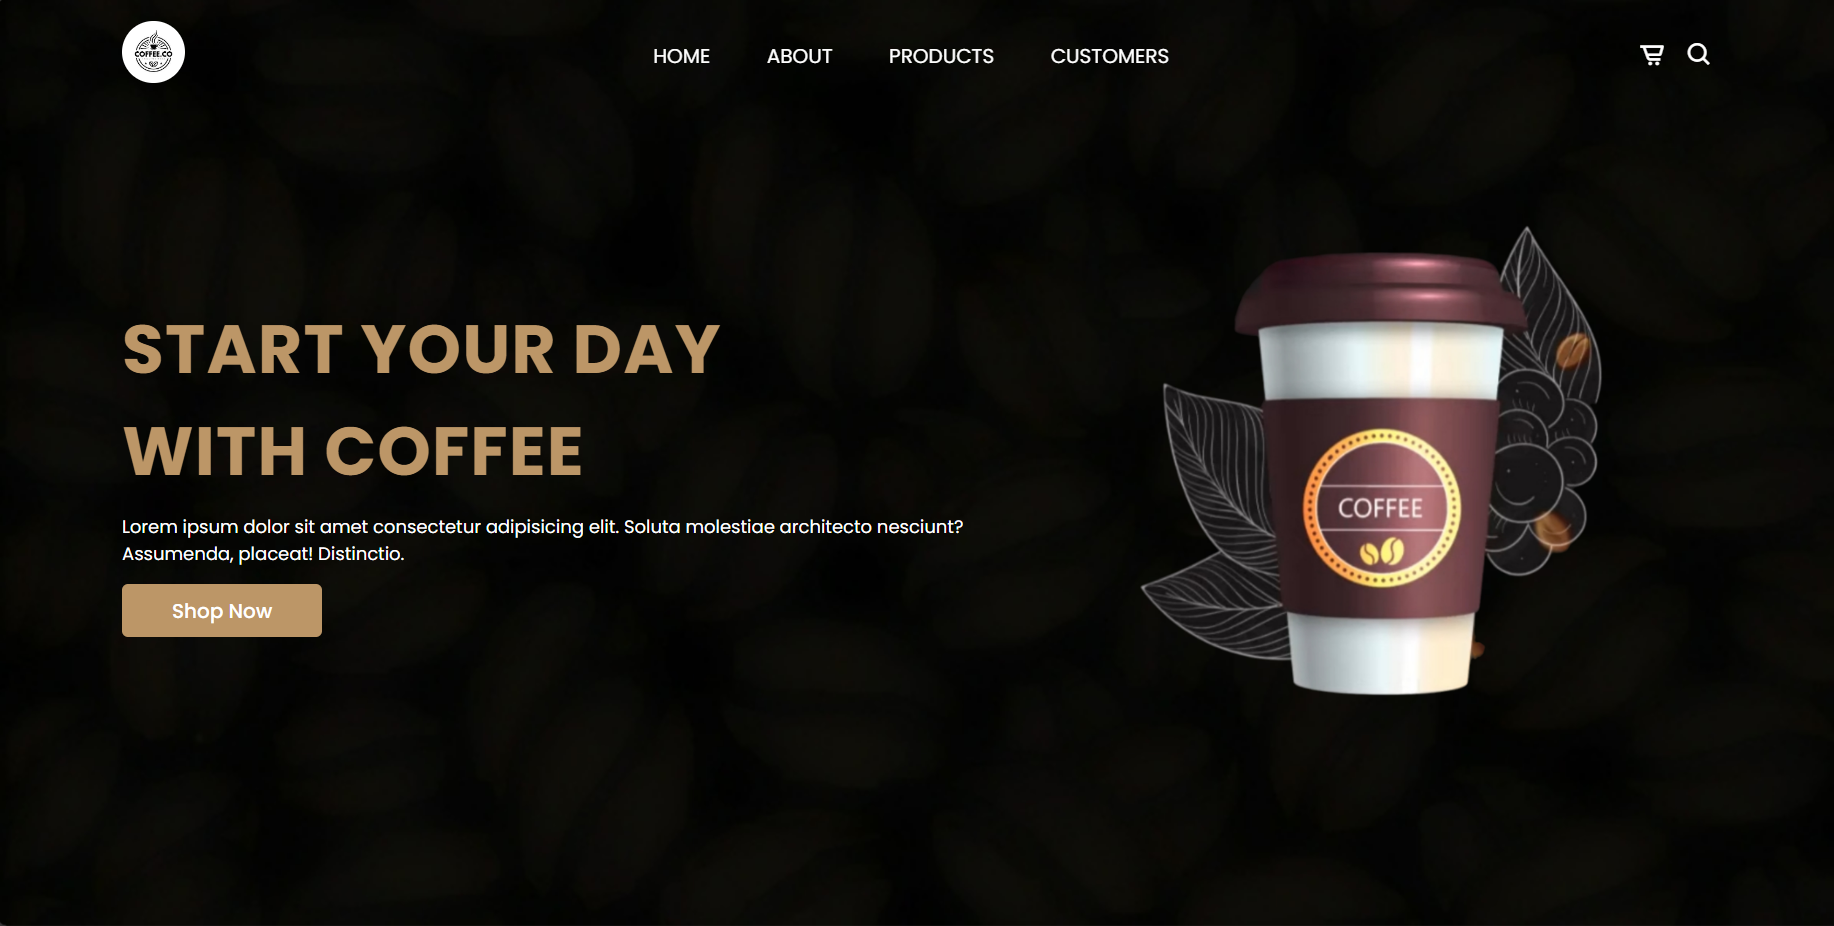 COFFEE.CO
HOME ABOUT PRODUCTS CUSTOMERS
START YOUR DAY
WITH COFFEE
Lorem ipsum dolor sit amet consectetur adipisicing elit. Soluta molestiae architecto nesciunt?
Assumenda, placeat! Distinctio.
Shop Now
COFFEE